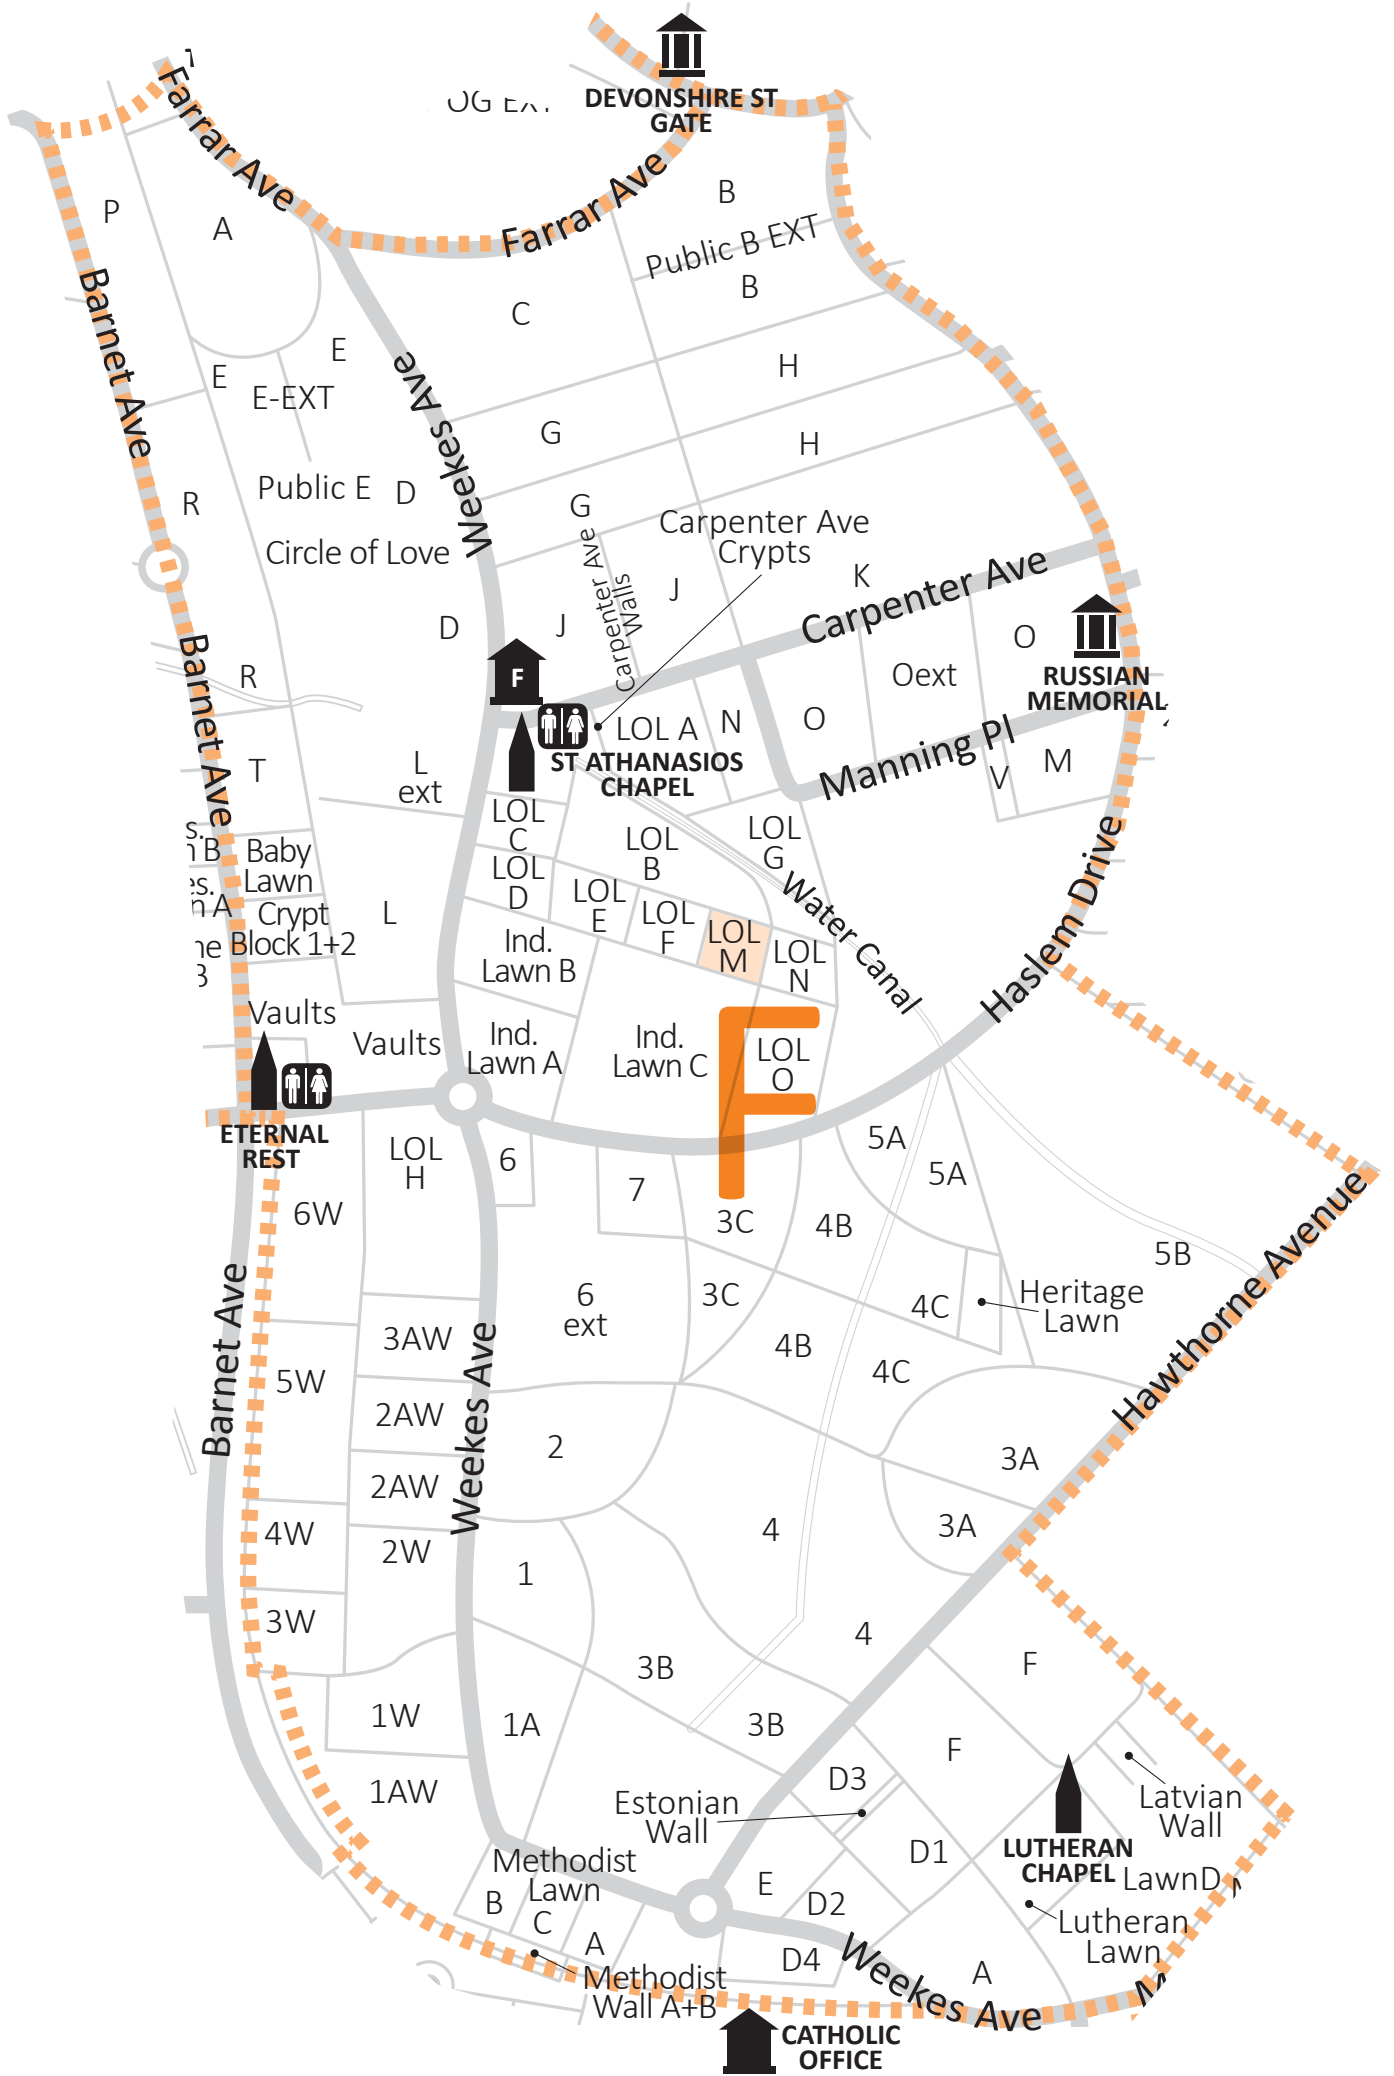 DEVONSHIRE ST
GATE
Farrar Ave
Farrar Ave
B
P
A
Public B EXT
B
C
Barnet Ave
E
E
E-EXT
Weekes Ave
H
G
H
Public E
D
R
G
Carpenter Ave
Crypts
Circle of Love
Carpenter Ave
Walls
J
K
Carpenter Ave
D
J
O
Barnet Ave
R
F
Oext
RUSSIAN
MEMORIAL
LOL A
N
O
ST ATHANASIOS
CHAPEL
Manning Pl
V
M
T
L
ext
LOL
C
LOL
B
LOL
G
Baby
Lawn
LOL
D
LOL
E
LOL
F
LOL
M
LOL
N
Water Canal
Haslem Drive
Crypt
Block 1+2
L
Ind.
Lawn B
Vaults
Vaults
Ind.
Lawn A
Ind.
Lawn C
F
LOL
O
ETERNAL
REST
LOL
H
6
7
5A
5A
6W
3C
4B
5B
Hawthorne Avenue
Barnet Ave
6
ext
3C
4C
Heritage
Lawn
3AW
Weekes Ave
4B
4C
5W
2AW
2
3A
2AW
4W
2W
4
3A
1
3W
4
3B
F
1W
1A
3B
F
1AW
D3
Estonian
Wall
Latvian
Wall
D1
LUTHERAN
CHAPEL
LawnD
Methodist
Lawn
B
C
A
E
D2
Lutheran
Lawn
D4
Weekes Ave
A
Methodist
Wall A+B
CATHOLIC
OFFICE